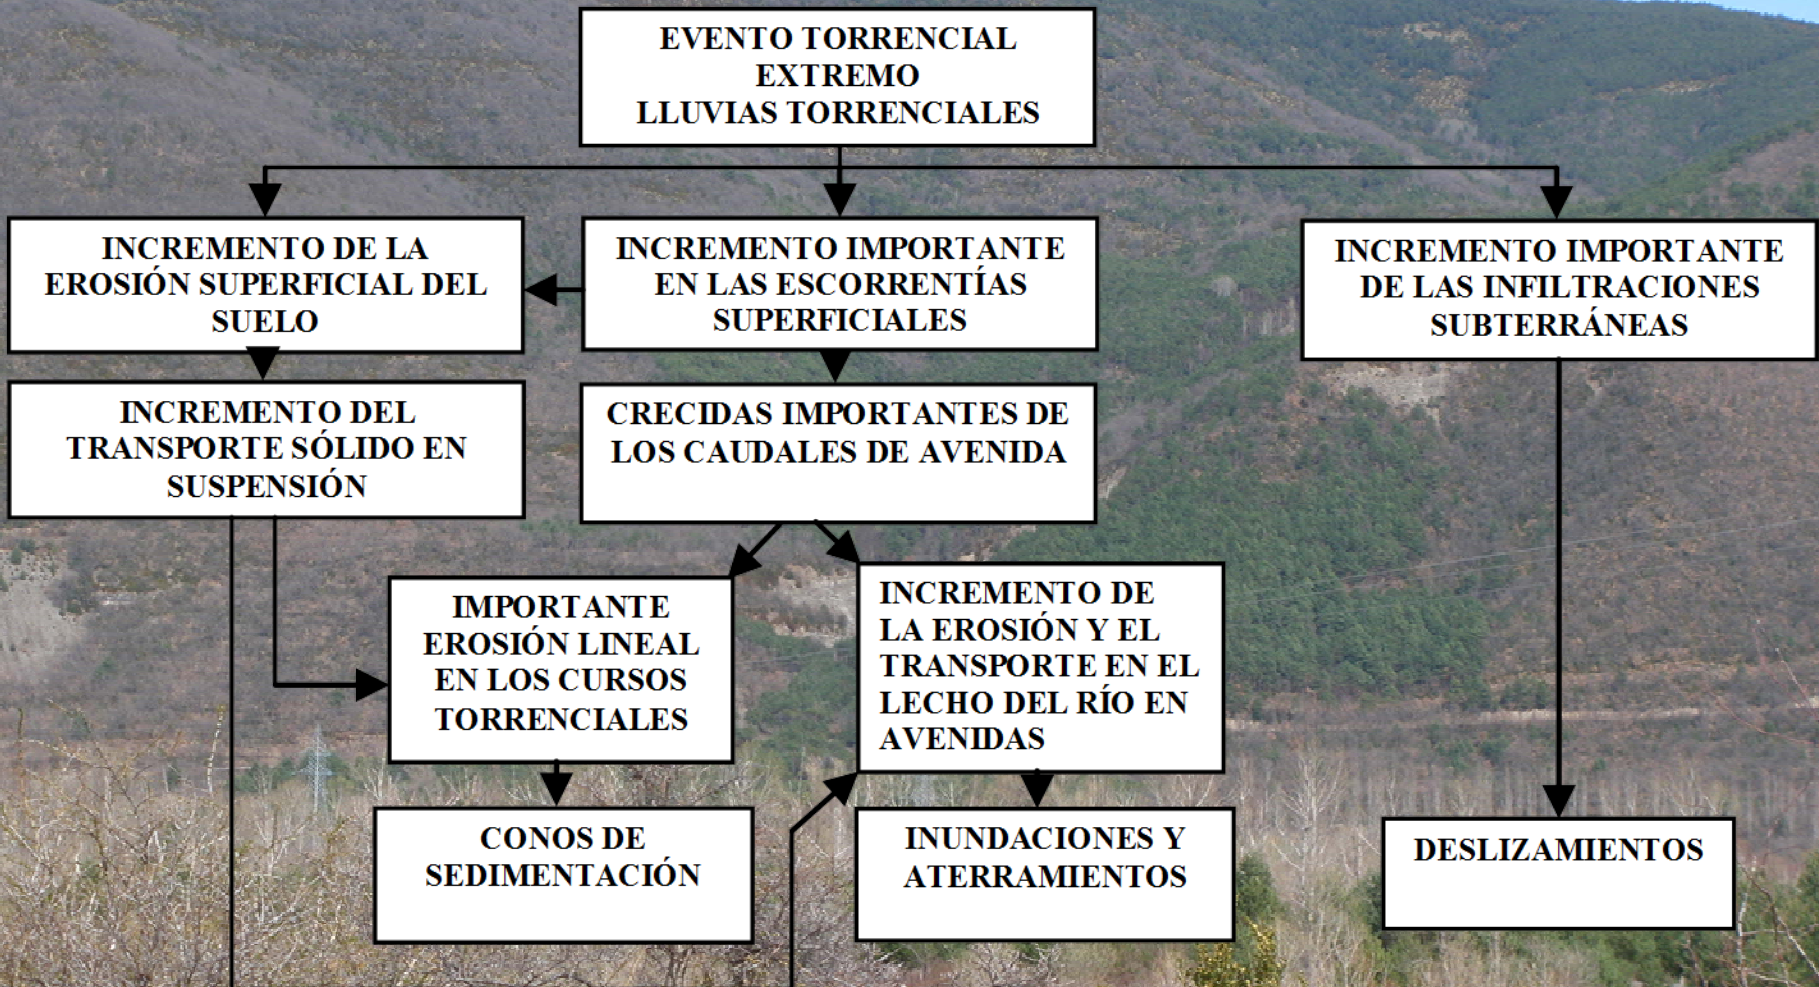 EVENTO TORRENCIAL
EXTREMO
LLUVIAS TORRENCIALES
INCREMENTO DE LA
EROSIÓN SUPERFICIAL DEL
SUELO
INCREMENTO IMPORTANTE
EN LAS ESCORRENTÍAS
SUPERFICIALES
INCREMENTO IMPORTANTE
DE LAS INFILTRACIONES
SUBTERRÁNEAS
INCREMENTO DEL
TRANSPORTE SÓLIDO EN
SUSPENSIÓN
CRECIDAS IMPORTANTES DE
LOS CAUDALES DE AVENIDA
IMPORTANTE
EROSIÓN LINEAL
EN LOS CURSOS
TORRENCIALES
INCREMENTO DE
LA EROSIÓN Y EL
TRANSPORTE EN EL
LECHO DEL RÍO EN
AVENIDAS
CONOS DE
SEDIMENTACIÓN
INUNDACIONES Y
ATERRAMIENTOS
DESLIZAMIENTOS